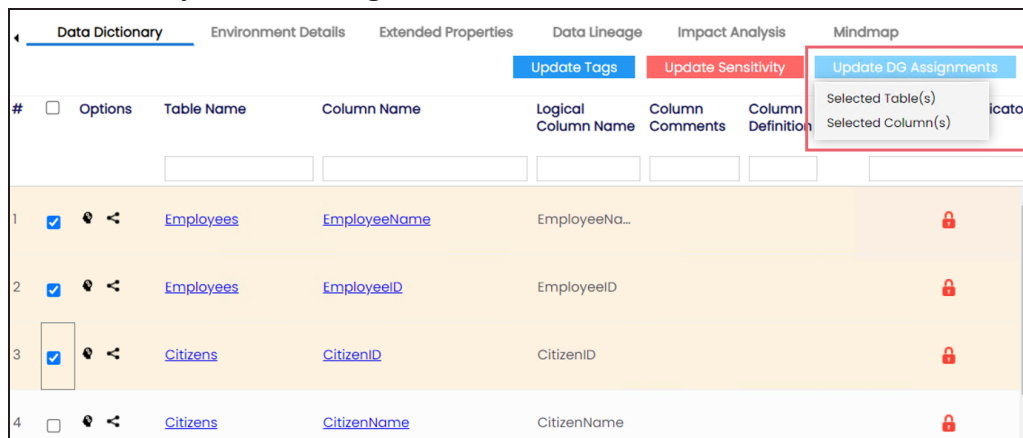 Data Dictionary Environment Details Extended Properties Data Lineage Impact Analysis Mindmap
Update Tags Update Sensitivity Update DG Assignments
Selected Table(s)
Selected Column(s)
# Options Table Name Column Name Logical Column Column
Column Name Comments Definition
1 Employees EmployeeName EmployeeNa...
2 Employees EmployeeID EmployeeID
3 Citizens CitizenID CitizenID
4 Citizens CitizenName CitizenName